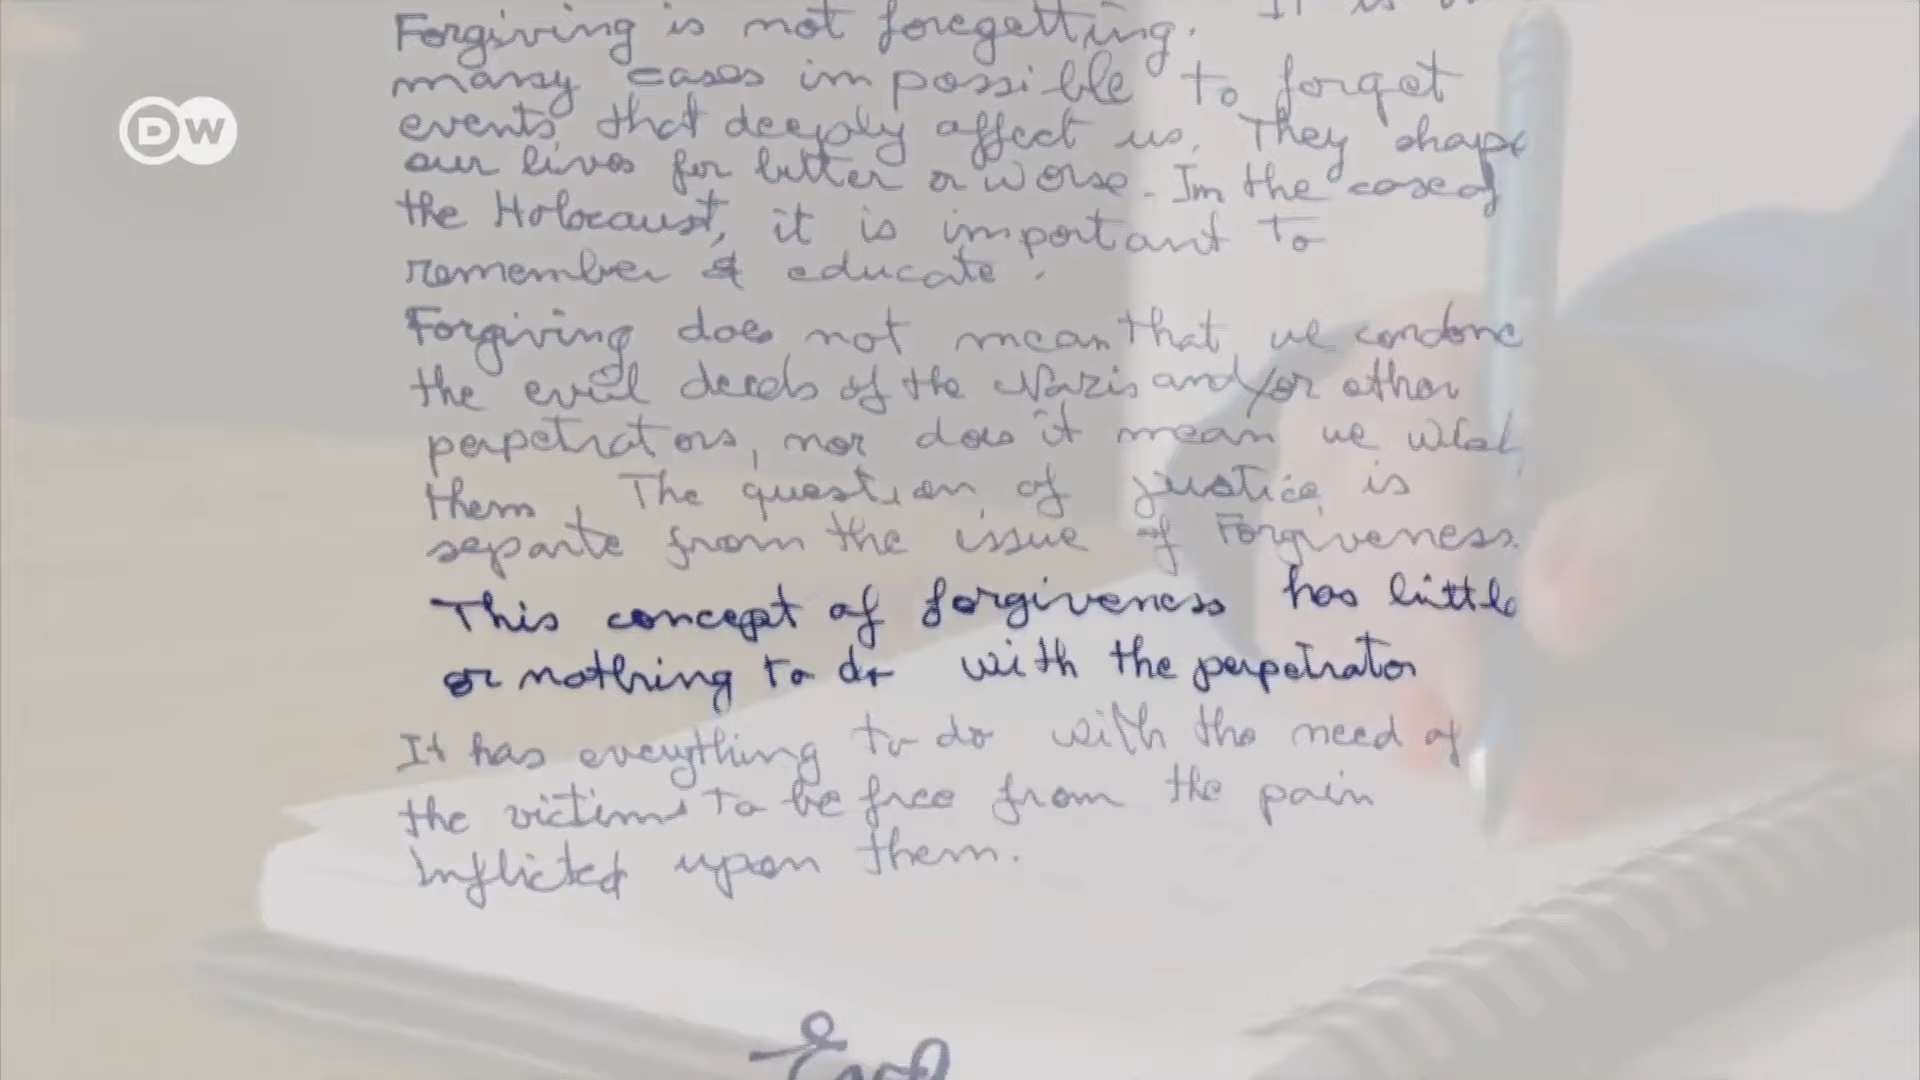 DW
Forgiving is not foregetting. It is
many cases impossible to forget
events that deeply affect us. They shape
our lives for better or worse. In the case of
the Holocaust, it is important to
remember & educate.
Forgiving does not mean that we condone
the evil deeds of the Nazis and/or other
perpetrators, nor does it mean we
them. The question of justice is
separte from the issue of Forgiveness.
This concept of forgiveness has little
or nothing to do with the perpetrator
It has everything to do with the need of
the victims to be free from the pain
Inflicted upon them.